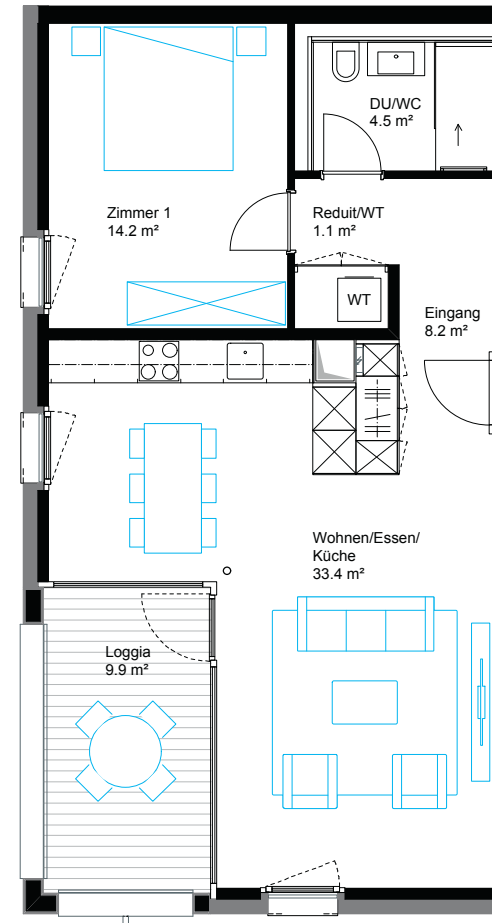 DU/WC
4.5 m²
Zimmer 1
14.2 m²
Reduit/WT
1.1 m²
WT
Eingang
8.2 m²
Wohnen/Essen/
Küche
33.4 m²
Loggia
9.9 m²